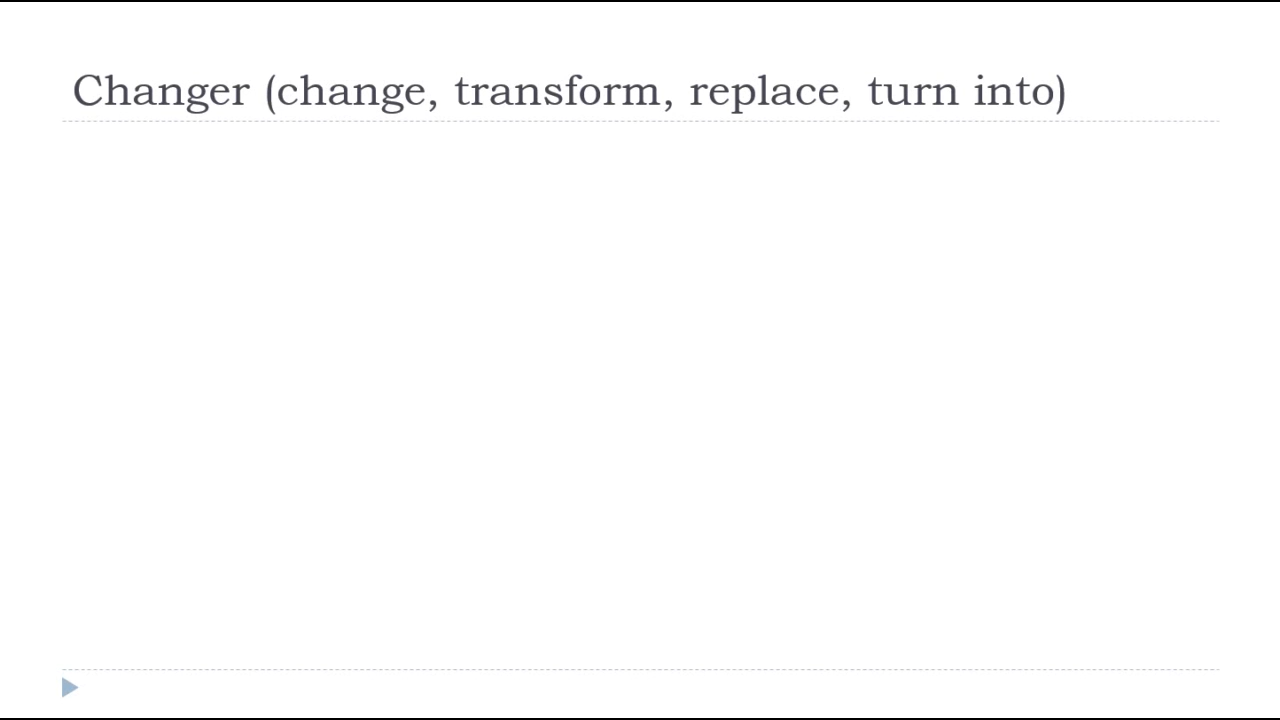 Changer (change, transform, replace, turn into)